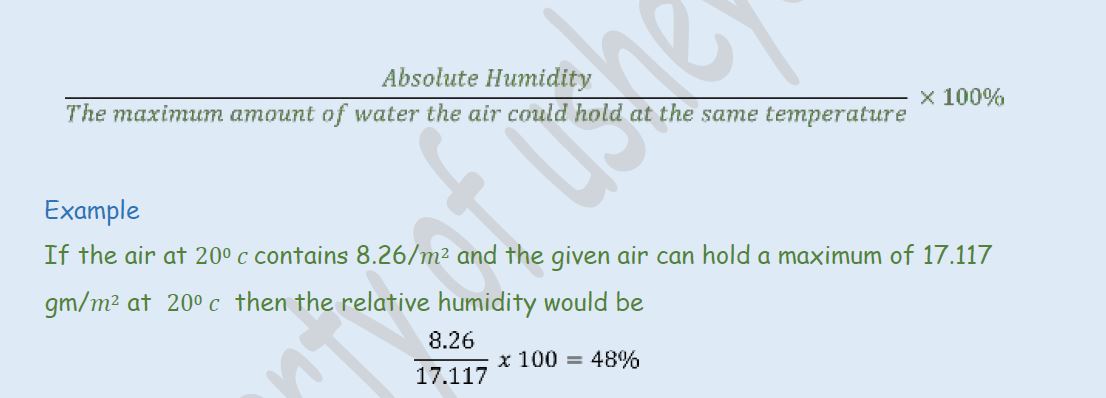 Absolute Humidity
The maximum amount of water the air could hold at the same temperature × 100%
Example
If the air at 20⁰ c contains 8.26/m² and the given air can hold a maximum of 17.117
gm/m² at 20⁰ c then the relative humidity would be
8.26
17.117 x 100 = 48%
of